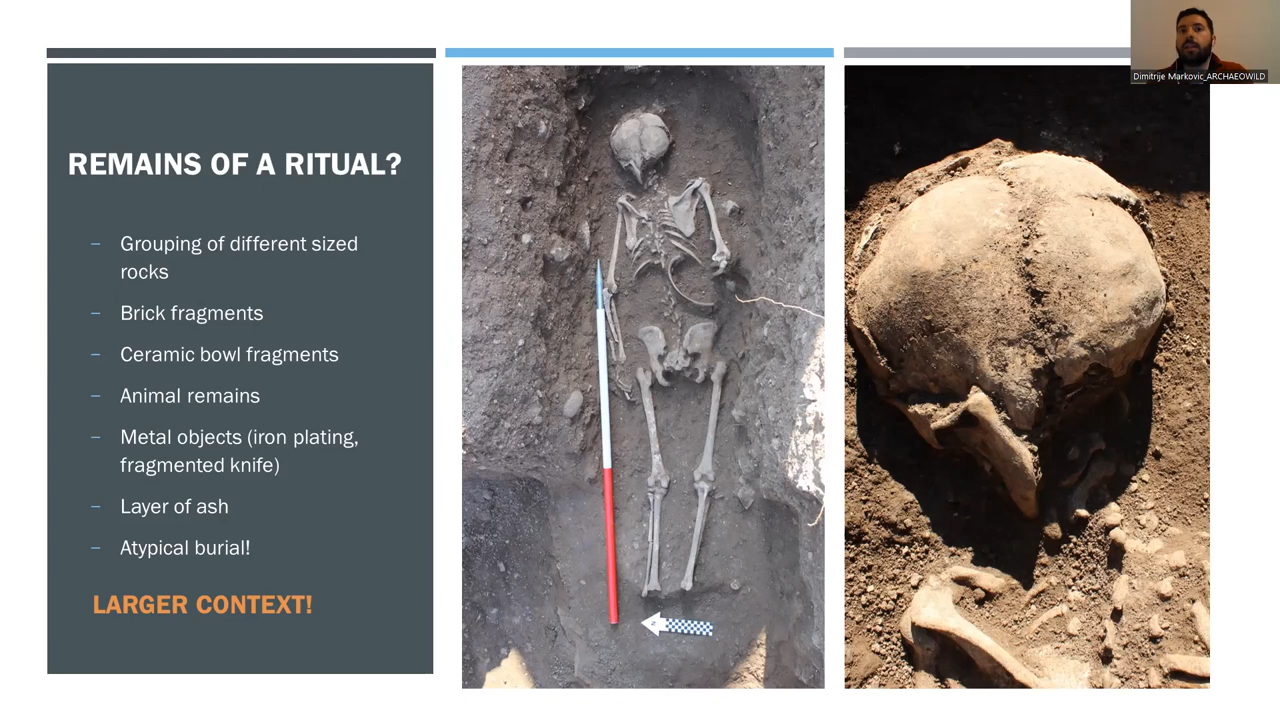 REMAINS OF A RITUAL?
– Grouping of different sized
rocks
– Brick fragments
– Ceramic bowl fragments
– Animal remains
– Metal objects (iron plating,
fragmented knife)
– Layer of ash
– Atypical burial!
LARGER CONTEXT!
Dimitrije Markovic_ARCHAEOWILD